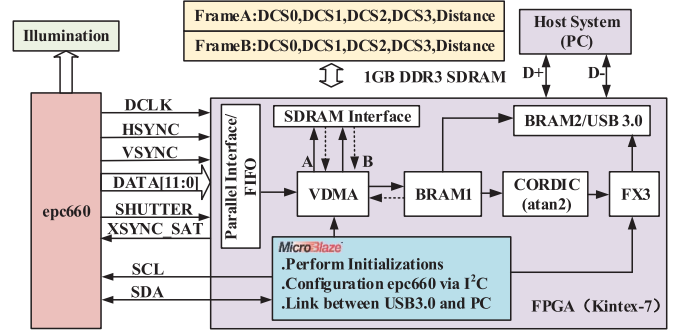 FrameA:DCS0,DCS1,DCS2,DCS3,Distance
FrameB:DCS0,DCS1,DCS2,DCS3,Distance
Illumination
Host System
(PC)
1GB DDR3 SDRAM
D+
D-
DCLK
HSYNC
VSYNC
DATA[11:0]
SHUTTER
XSYNC_SAT
SCL
SDA
epc660
Parallel Interface/
FIFO
SDRAM Interface
A
B
VDMA
BRAM1
CORDIC
(atan2)
FX3
BRAM2/USB 3.0
MicroBlaze
.Perform Initializations
.Configuration epc660 via I²C
.Link between USB3.0 and PC
FPGA（Kintex-7）